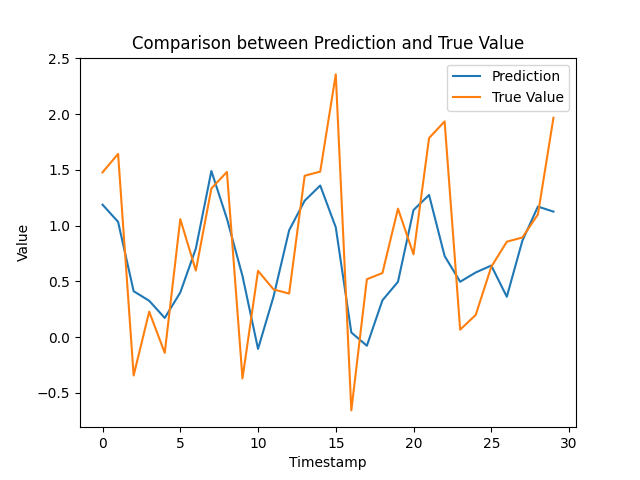 Comparison between Prediction and True Value
Prediction
True Value
2.5
2.0
1.5
1.0
0.5
0.0
−0.5
Value
0 5 10 15 20 25 30
Timestamp